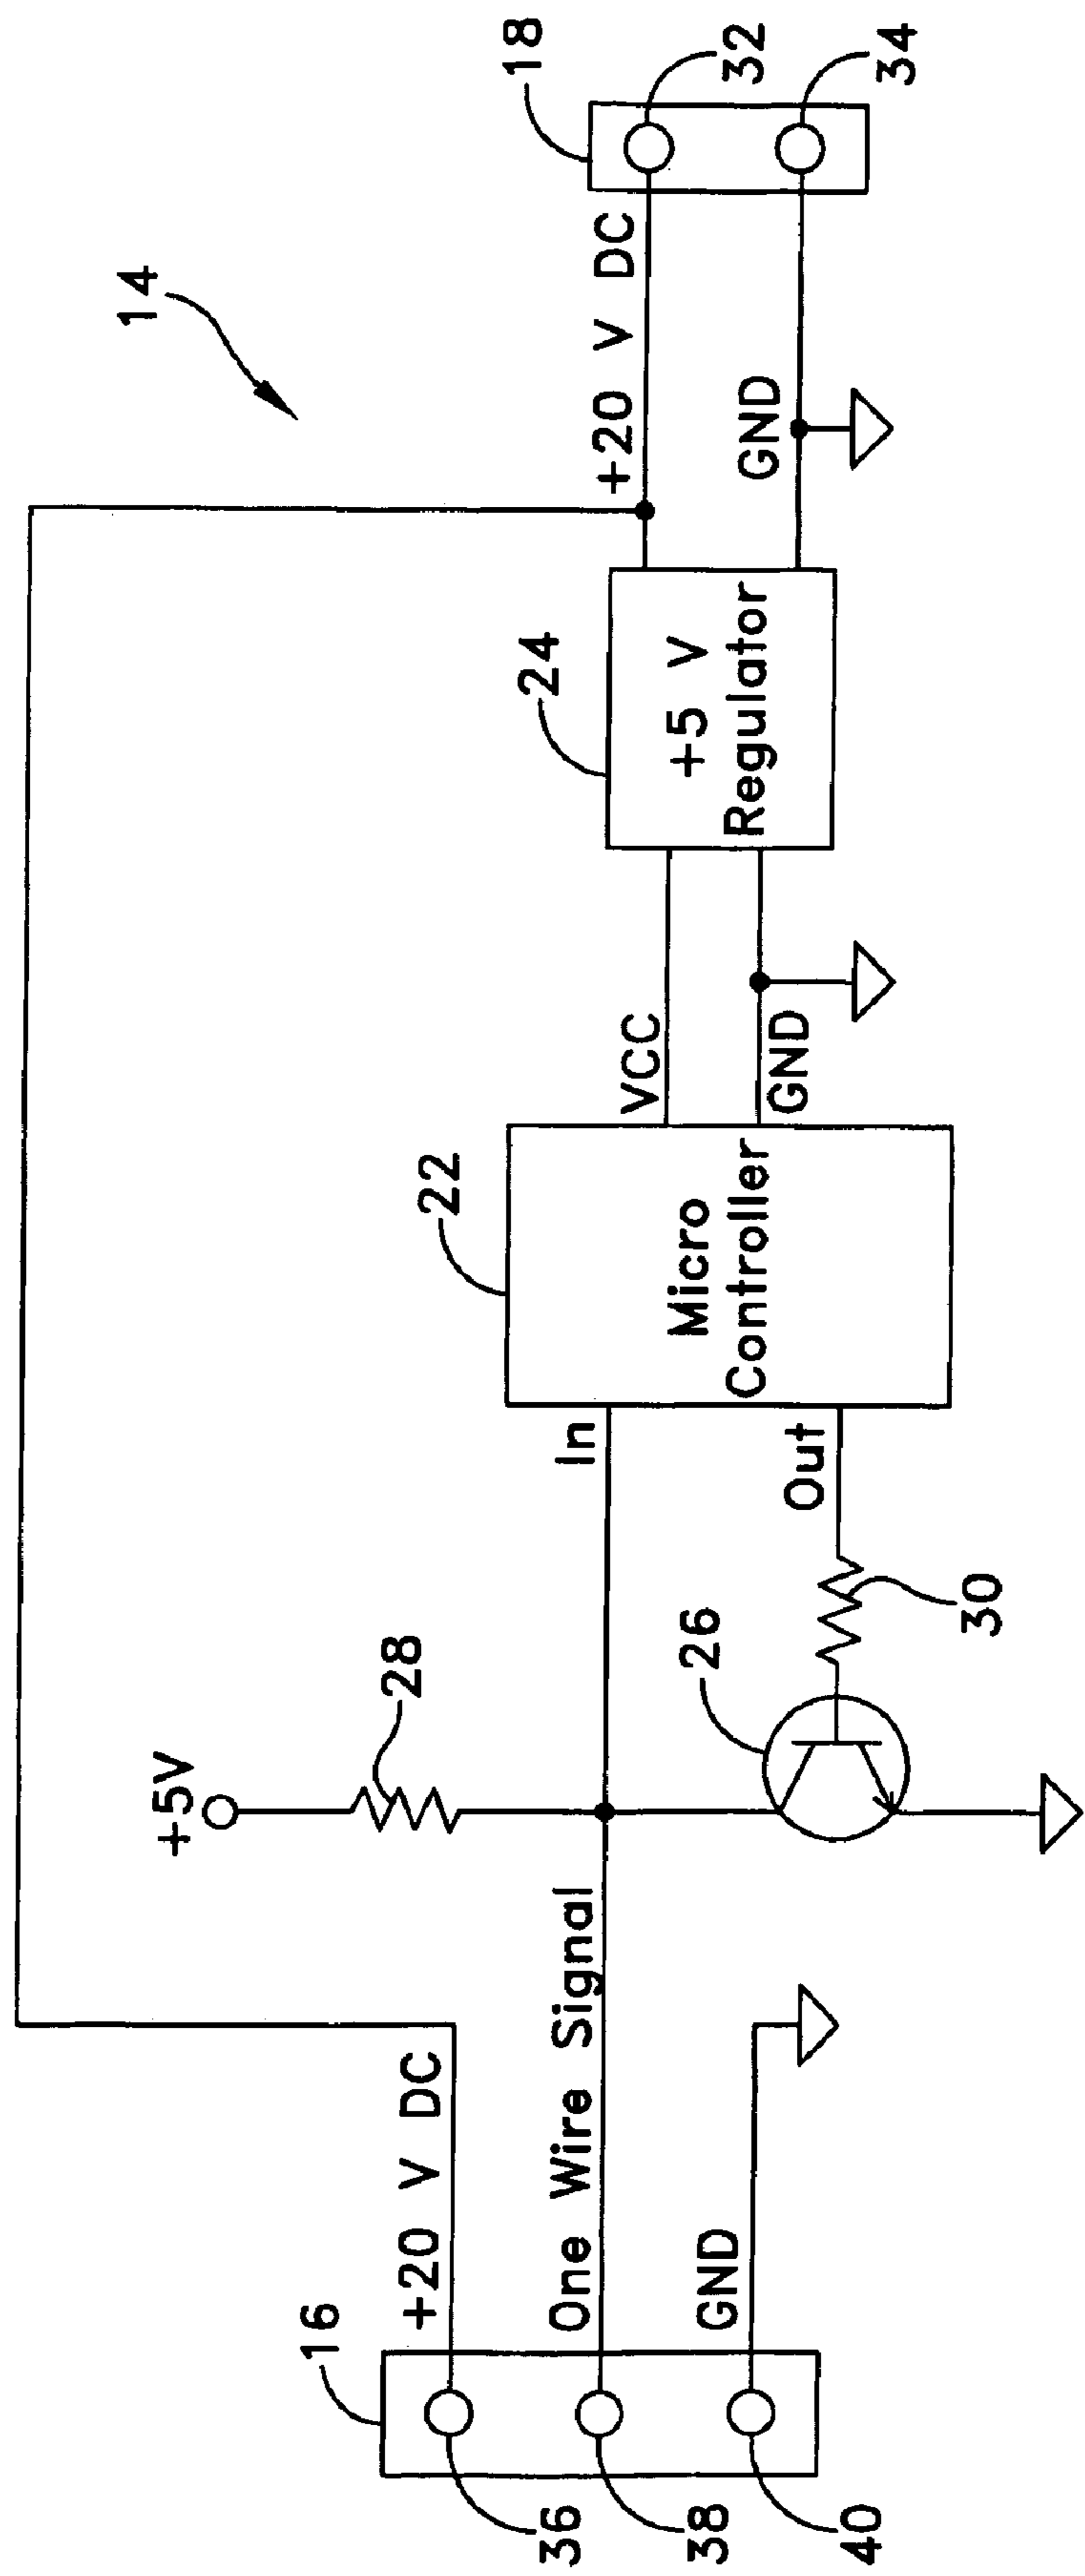 14
18
32
34
+20 V DC
GND
24
+5 V
Regulator
VCC
GND
22
Micro
Controller
In
Out
+5V
28
26
30
16
+20 V DC
One Wire Signal
GND
36
38
40